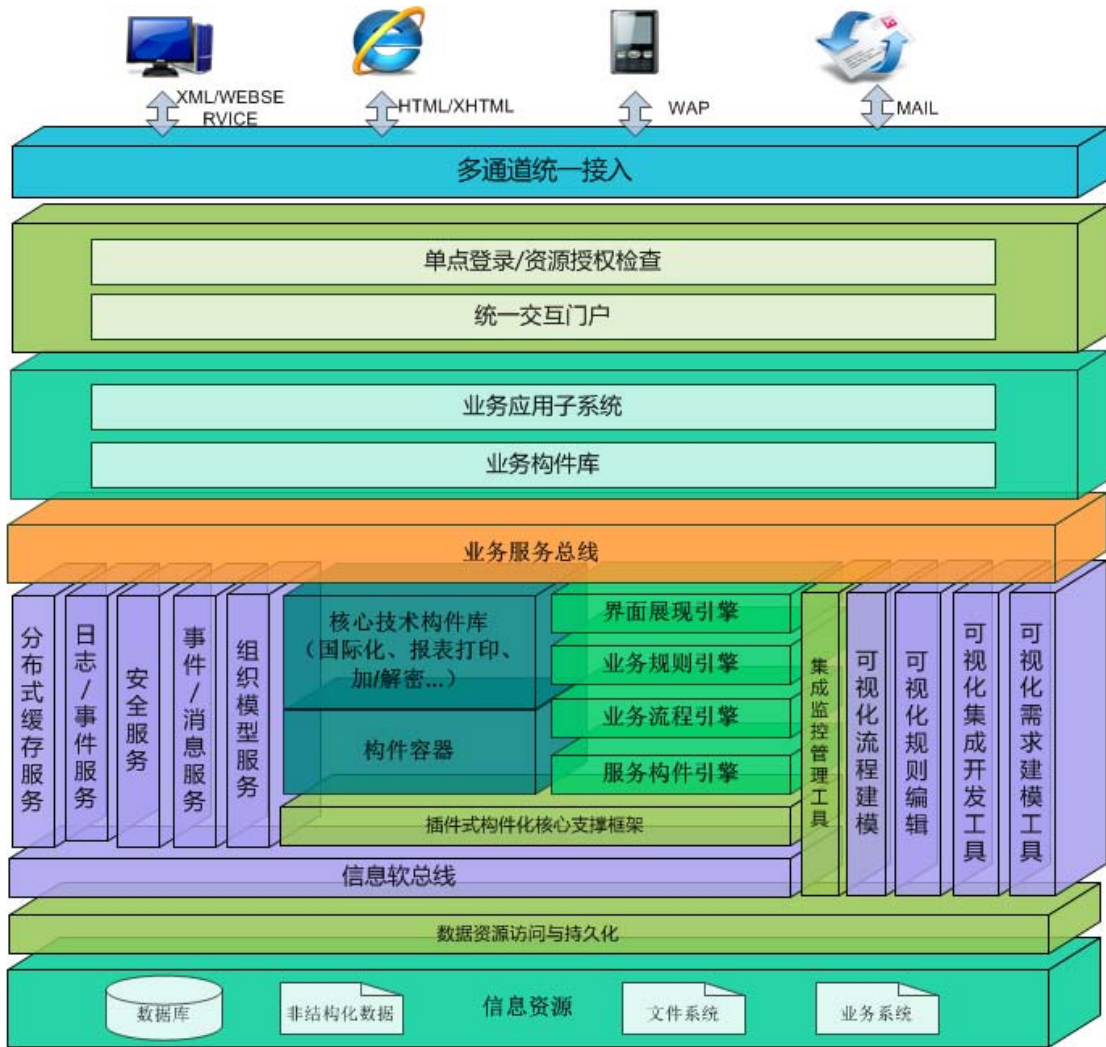 XML/WEBSE
RVICE
HTML/XHTML
WAP
MAIL
多通道统一接入
单点登录/资源授权检查
统一交互门户
业务应用子系统
业务构件库
业务服务总线
分布式缓存服务
日志/事件服务
安全服务
事件/消息服务
组织模型服务
核心技术构件库
（国际化、报表打印、
加/解密...）
构件容器
界面展现引擎
业务规则引擎
业务流程引擎
服务构件引擎
集成监控管理工具
可视化流程建模
可视化规则编辑
可视化集成开发工具
可视化需求建模工具
插件式构件化核心支撑框架
信息软总线
数据资源访问与持久化
数据库
非结构化数据
信息资源
文件系统
业务系统